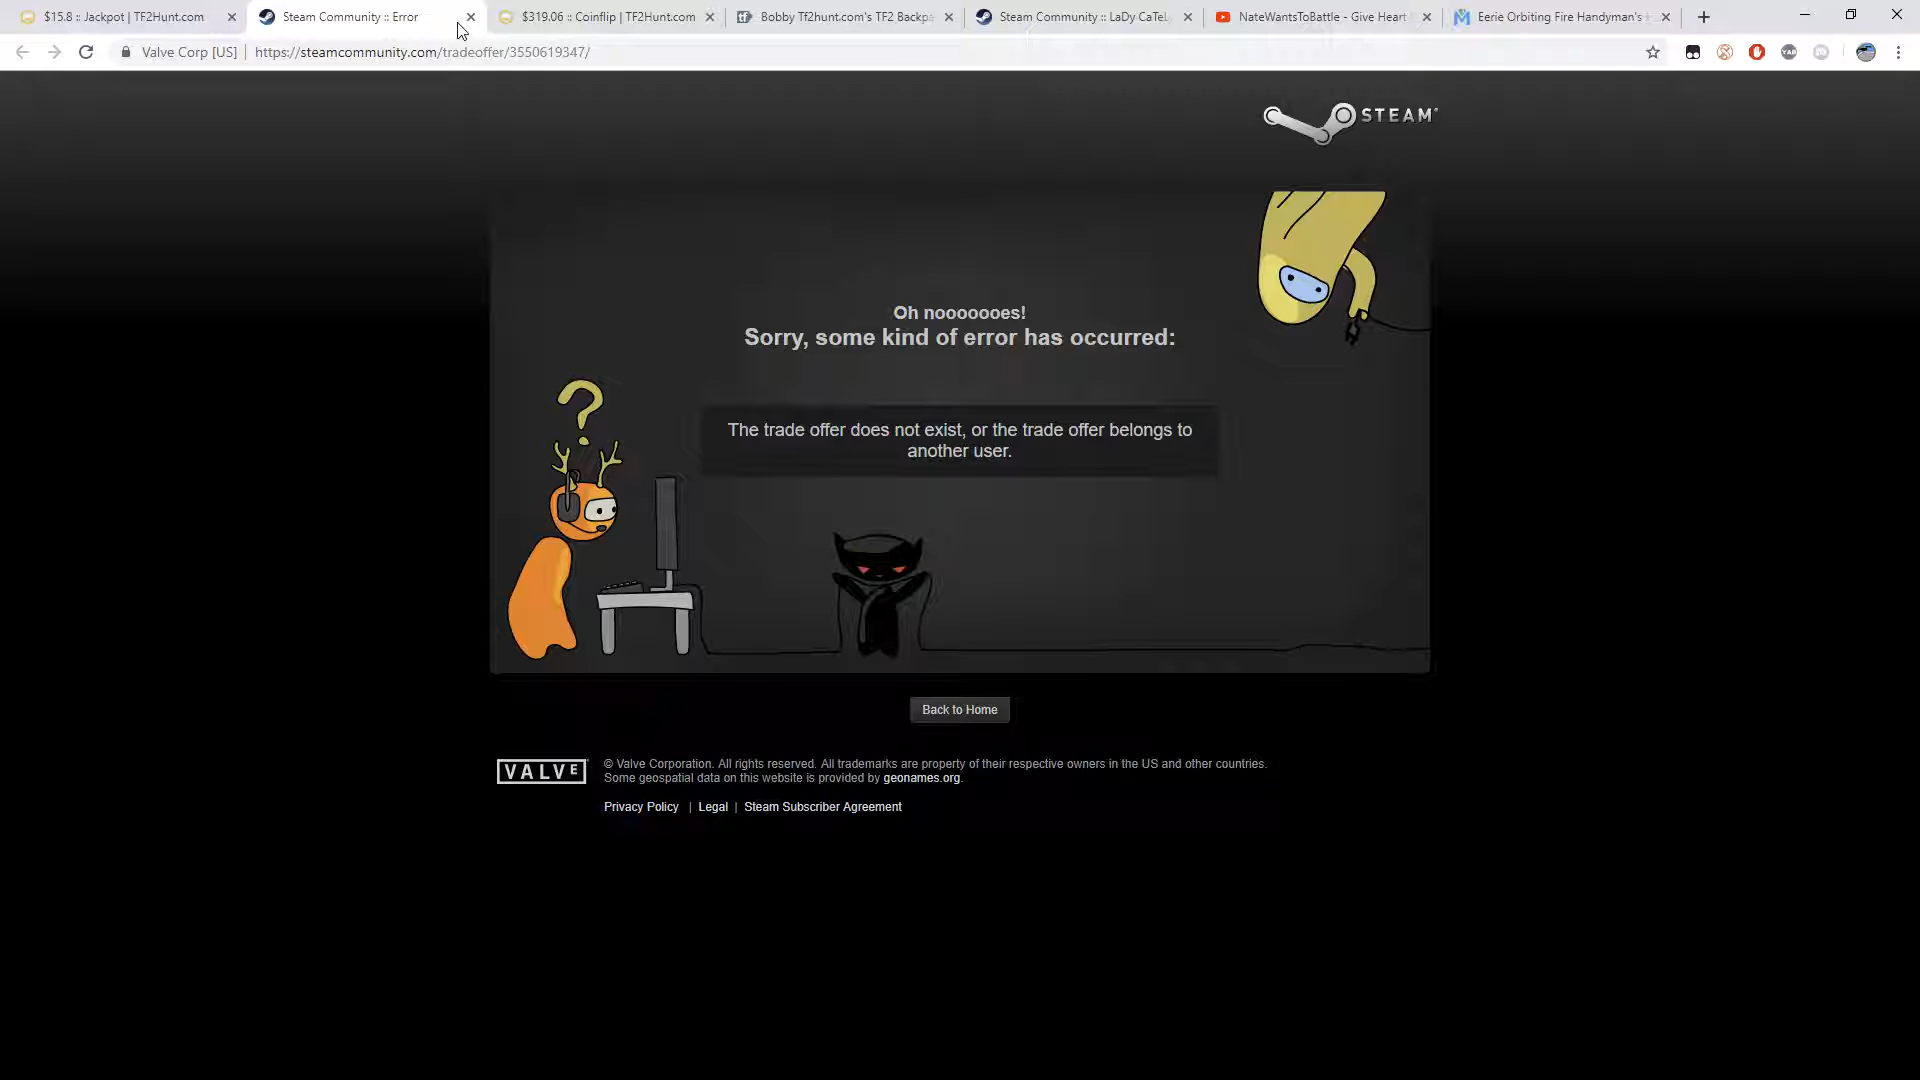 $15.8 :: Jackpot | TF2Hunt.com
Steam Community :: Error
$319.06 :: Coinflip | TF2Hunt.com
Bobby Tf2hunt.com's TF2 Backpa
Steam Community :: LaDy CaTeL
NateWantsToBattle - Give Heart
Eerie Orbiting Fire Handyman's
Valve Corp [US]
https://steamcommunity.com/tradeoffer/3550619347/
STEAM
Oh nooooooes!
Sorry, some kind of error has occurred:
The trade offer does not exist, or the trade offer belongs to
another user.
Back to Home
VALVE
© Valve Corporation. All rights reserved. All trademarks are property of their respective owners in the US and other countries.
Some geospatial data on this website is provided by geonames.org.
Privacy Policy | Legal | Steam Subscriber Agreement